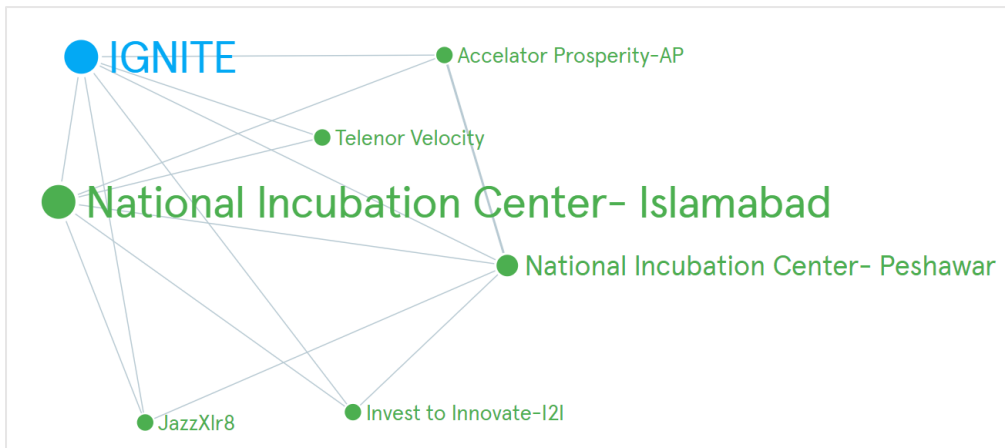 IGNITE
Accelator Prosperity-AP
Telenor Velocity
National Incubation Center- Islamabad
National Incubation Center- Peshawar
Invest to Innovate-I2I
JazzXlr8